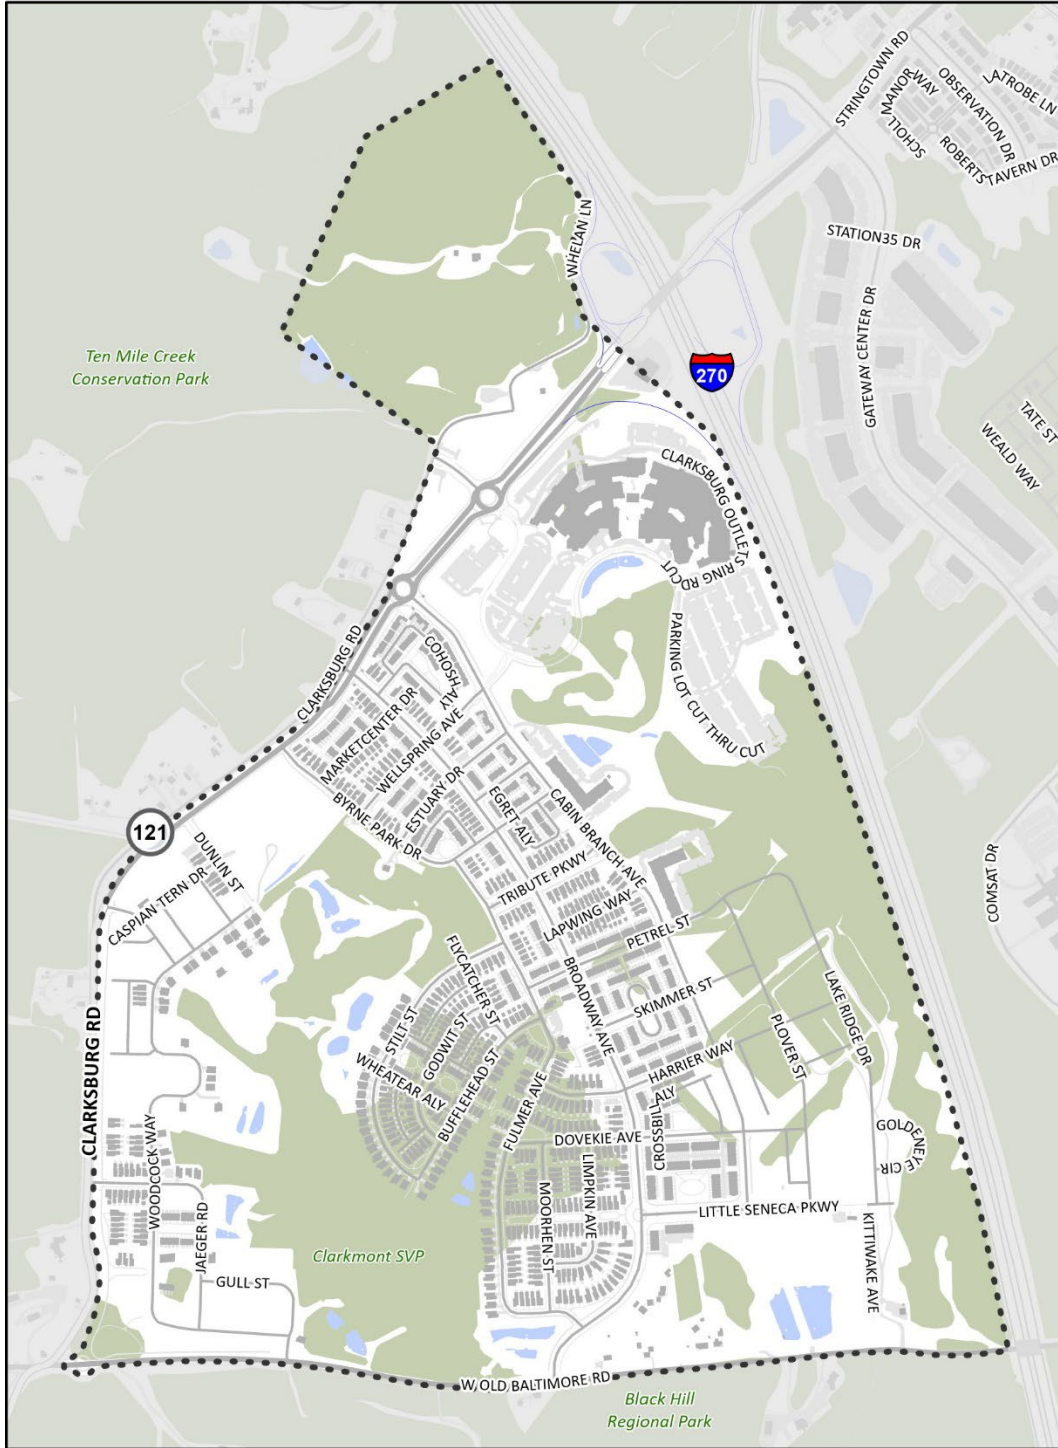 STRINGTOWN RD
MANOR
WAY
OBSERVATION DR
LATROBE LN
SCHOLL
ROBERTS
TAVERN DR
WHELAN LN
STATION35 DR
GATEWAY CENTER DR
Ten Mile Creek
Conservation Park
270
TATE ST
WEALD WAY
CLARKSBURG OUTLETS
RING RD
CUT
PARKING LOT CUT THRU CUT
CLARKSBURG RD
COHOSH ALY
MARKETCENTER DR
WELLSPRING AVE
ESTUARY DR
EGRET ALY
BYRNE PARK DR
CABIN BRANCH AVE
121
DUNLIN ST
CASPIAN TERN DR
TRIBUTE PKWY
LAPWING WAY
PETREL ST
COMSAT DR
FLYCATCHER ST
BROADWAY AVE
SKIMMER ST
LAKE RIDGE DR
PLOVER ST
STILT ST
GODWIT ST
WHEATEAR ALY
BUFFLEHEAD ST
FULMER AVE
HARRIER WAY
CROSSBILL
ALY
CLARKSBURG RD
DOVEKIE AVE
GOLDENEYE CIR
WOODCOCK WAY
JAEGER RD
LIMPKIN AVE
MOORHEN ST
LITTLE SENECA PKWY
KITTIWAKE AVE
Clarkmont SVP
GULL ST
W OLD BALTIMORE RD
Black Hill
Regional Park